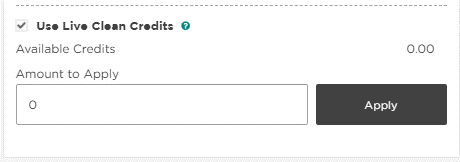 Use Live Clean Credits ?
Available Credits 0.00
Amount to Apply
0 Apply